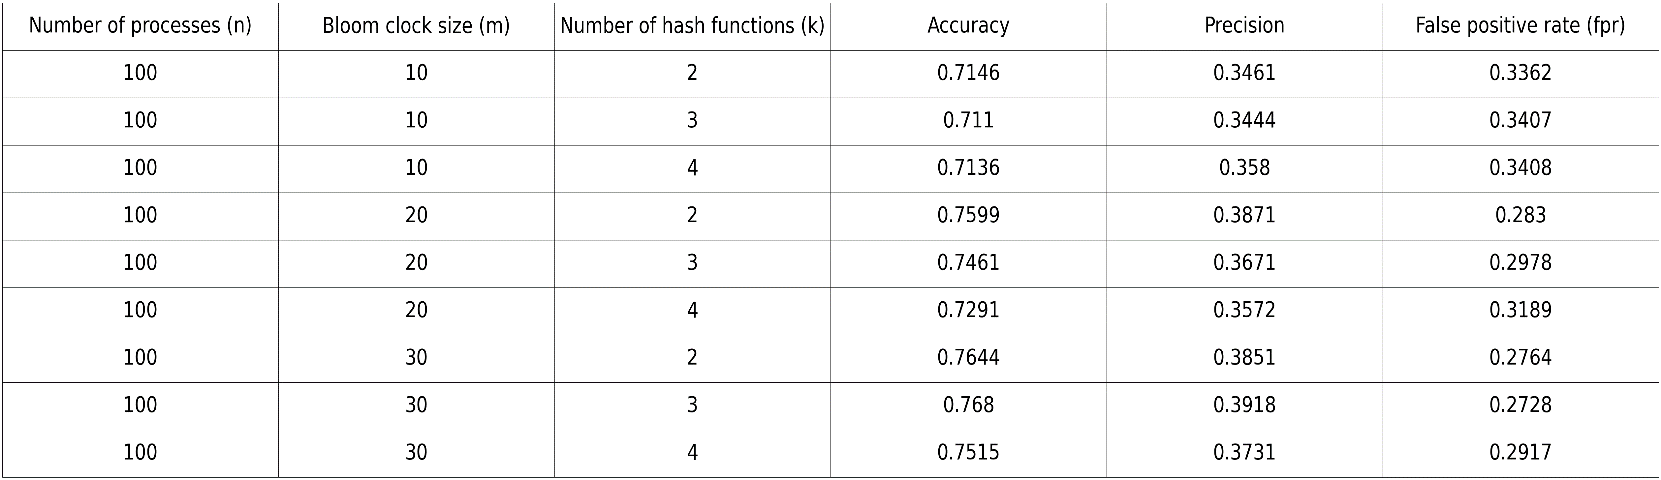 Number of processes (n) Bloom clock size (m) Number of hash functions (k) Accuracy Precision False positive rate (fpr)
100 10 2 0.7146 0.3461 0.3362
100 10 3 0.711 0.3444 0.3407
100 10 4 0.7136 0.358 0.3408
100 20 2 0.7599 0.3871 0.283
100 20 3 0.7461 0.3671 0.2978
100 20 4 0.7291 0.3572 0.3189
100 30 2 0.7644 0.3851 0.2764
100 30 3 0.768 0.3918 0.2728
100 30 4 0.7515 0.3731 0.2917